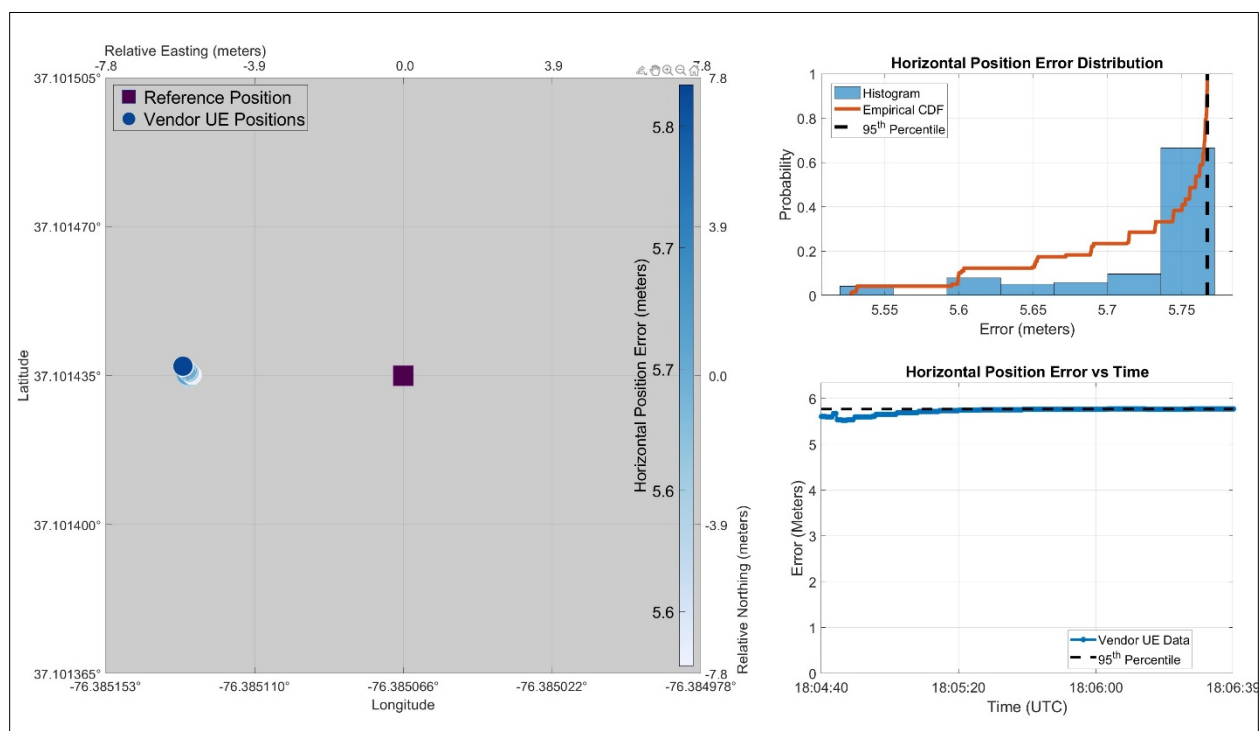 Relative Easting (meters)
-7.8 -3.9 0.0 3.9 7.8
37.101505°
37.101470°
37.101435°
37.101400°
37.101365°
Latitude
Reference Position
Vendor UE Positions
-76.385153° -76.385110° -76.385066° -76.385022° -76.384978°
Longitude
Horizontal Position Error (meters)
5.8
5.7
5.7
5.6
5.6
7.8
3.9
0.0
-3.9
-7.8
Relative Northing (meters)
Horizontal Position Error Distribution
Histogram
Empirical CDF
95th Percentile
1
0.8
0.6
0.4
0.2
0
Probability
5.55 5.6 5.65 5.7 5.75
Error (meters)
Horizontal Position Error vs Time
6
5
4
3
2
1
0
Error (Meters)
Vendor UE Data
95th Percentile
18:04:40 18:05:20 18:06:00 18:06:39
Time (UTC)